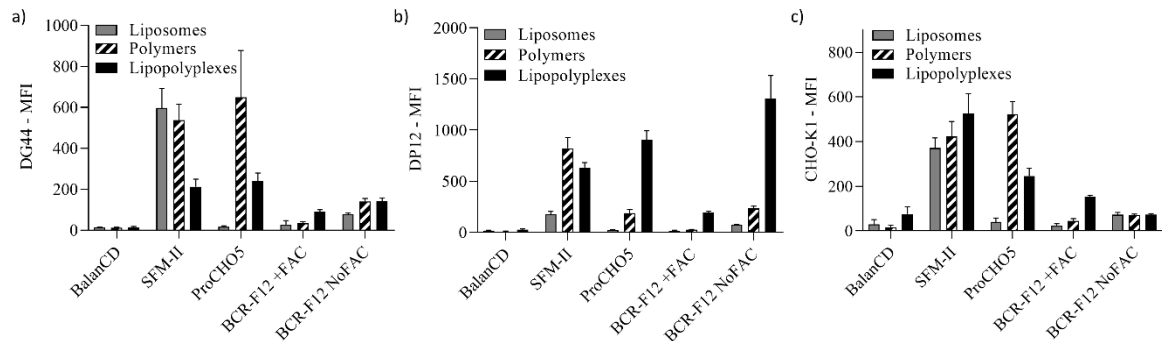 a)
1000
800
600
400
200
0
DG44 - MFI
Liposomes
Polymers
Lipopolyplexes
BalanCD
SFM-II
ProCHO5
BCR-F12 +FAC
BCR-F12 NoFAC
b)
2000
1500
1000
500
0
DP12 - MFI
Liposomes
Polymers
Lipopolyplexes
BalanCD
SFM-II
ProCHO5
BCR-F12 +FAC
BCR-F12 NoFAC
c)
800
600
400
200
0
CHO-K1 - MFI
Liposomes
Polymers
Lipopolyplexes
BalanCD
SFM-II
ProCHO5
BCR-F12 +FAC
BCR-F12 NoFAC